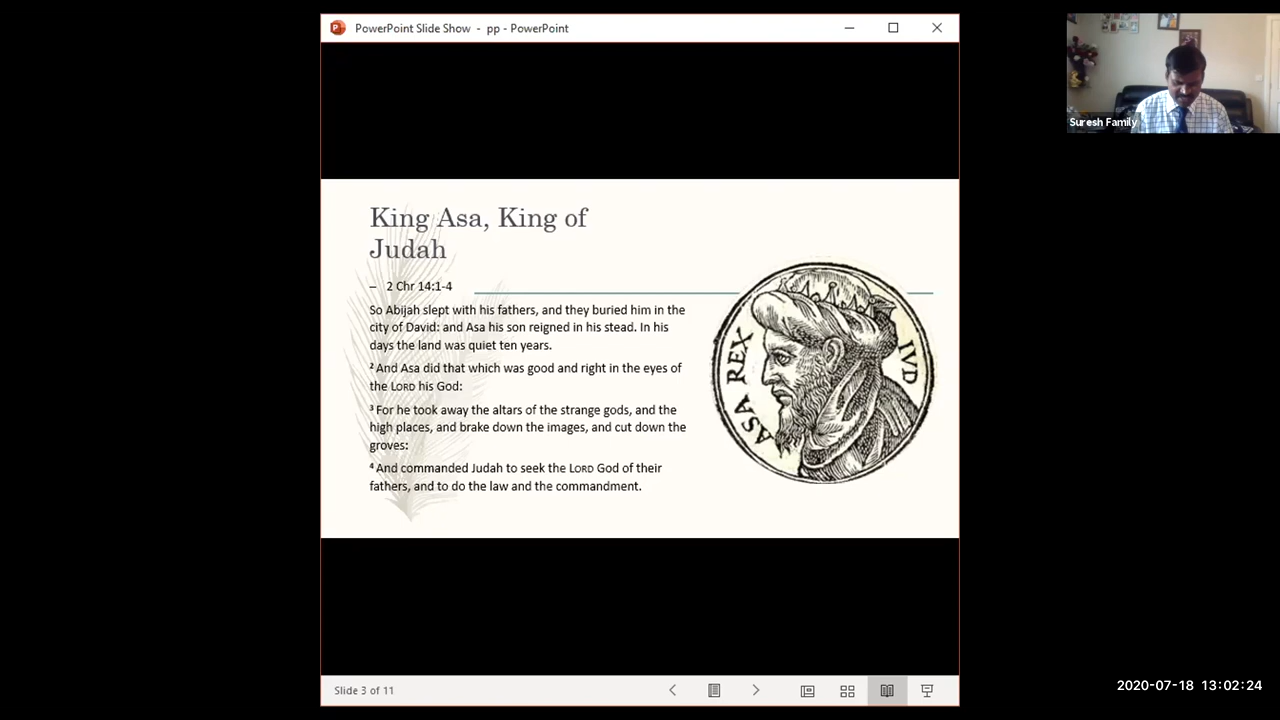 PowerPoint Slide Show - pp - PowerPoint
Suresh Family
King Asa, King of
Judah
– 2 Chr 14:1-4
So Abijah slept with his fathers, and they buried him in the
city of David: and Asa his son reigned in his stead. In his
days the land was quiet ten years.
² And Asa did that which was good and right in the eyes of
the LORD his God:
³ For he took away the altars of the strange gods, and the
high places, and brake down the images, and cut down the
groves:
⁴ And commanded Judah to seek the LORD God of their
fathers, and to do the law and the commandment.
ASA REX IVD
Slide 3 of 11
2020-07-18 13:02:24